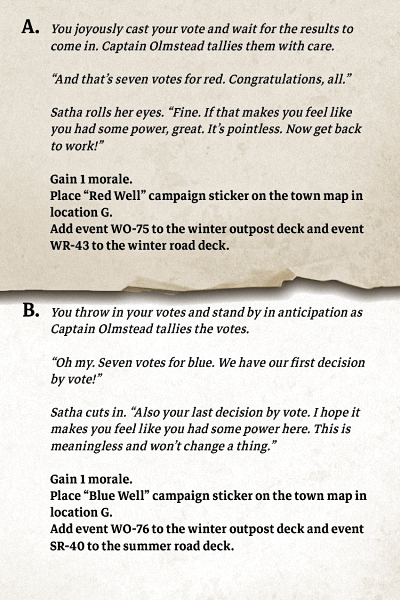 A. You joyously cast your vote and wait for the results to
come in. Captain Olmstead tallies them with care.
“And that’s seven votes for red. Congratulations, all.”
Satha rolls her eyes. “Fine. If that makes you feel like
you had some power, great. It’s pointless. Now get back
to work!”
Gain 1 morale.
Place “Red Well” campaign sticker on the town map in
location G.
Add event WO-75 to the winter outpost deck and event
WR-43 to the winter road deck.
B. You throw in your votes and stand by in anticipation as
Captain Olmstead tallies the votes.
“Oh my. Seven votes for blue. We have our first decision
by vote!”
Satha cuts in. “Also your last decision by vote. I hope it
makes you feel like you had some power here. This is
meaningless and won’t change a thing.”
Gain 1 morale.
Place “Blue Well” campaign sticker on the town map in
location G.
Add event WO-76 to the winter outpost deck and event
SR-40 to the summer road deck.